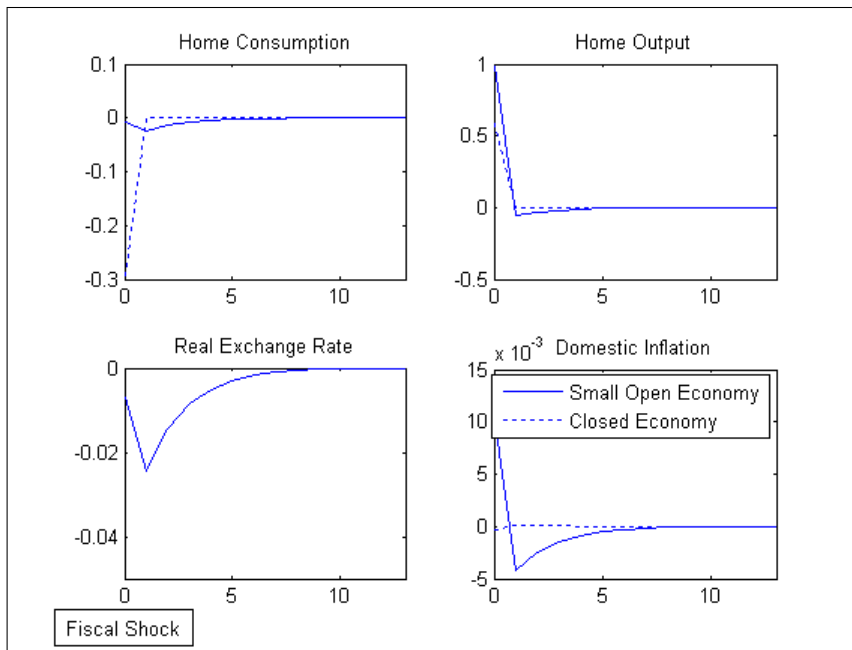 Home Consumption
0.1
0
-0.1
-0.2
-0.3
0 5 10
Home Output
1
0.5
0
-0.5
0 5 10
Real Exchange Rate
0
-0.02
-0.04
0 5 10
x 10^-3 Domestic Inflation
15
10
5
0
-5
0 5 10
Small Open Economy
Closed Economy
Fiscal Shock